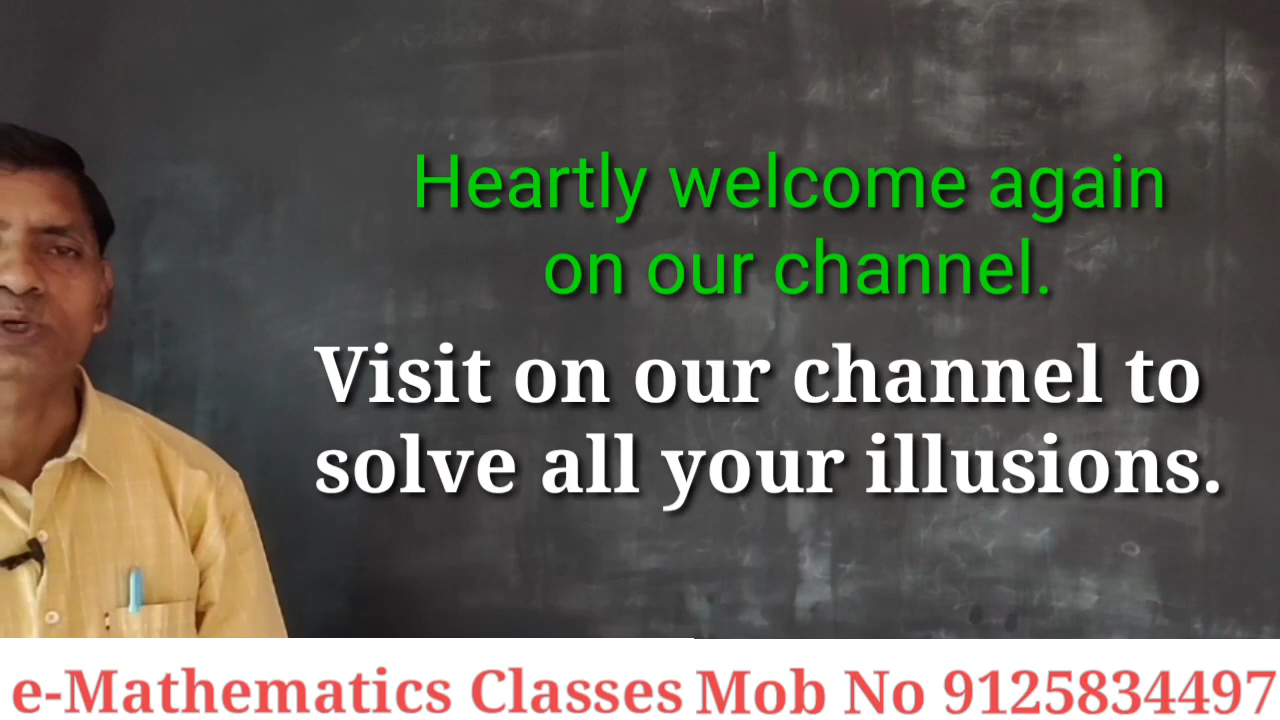 Heartly welcome again
on our channel.
Visit on our channel to
solve all your illusions.
e-Mathematics Classes Mob No 9125834497